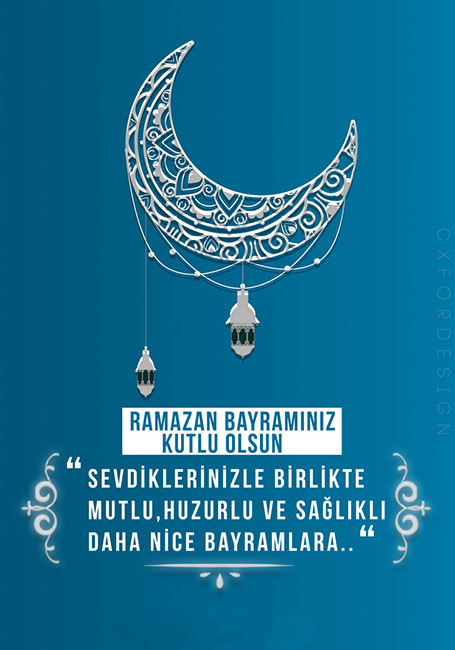 RAMAZAN BAYRAMINIZ
KUTLU OLSUN
“ SEVDİKLERİNİZLE BİRLİKTE
MUTLU,HUZURLU VE SAĞLIKLI
DAHA NİCE BAYRAMLARA.. “
CXFORDESIGN